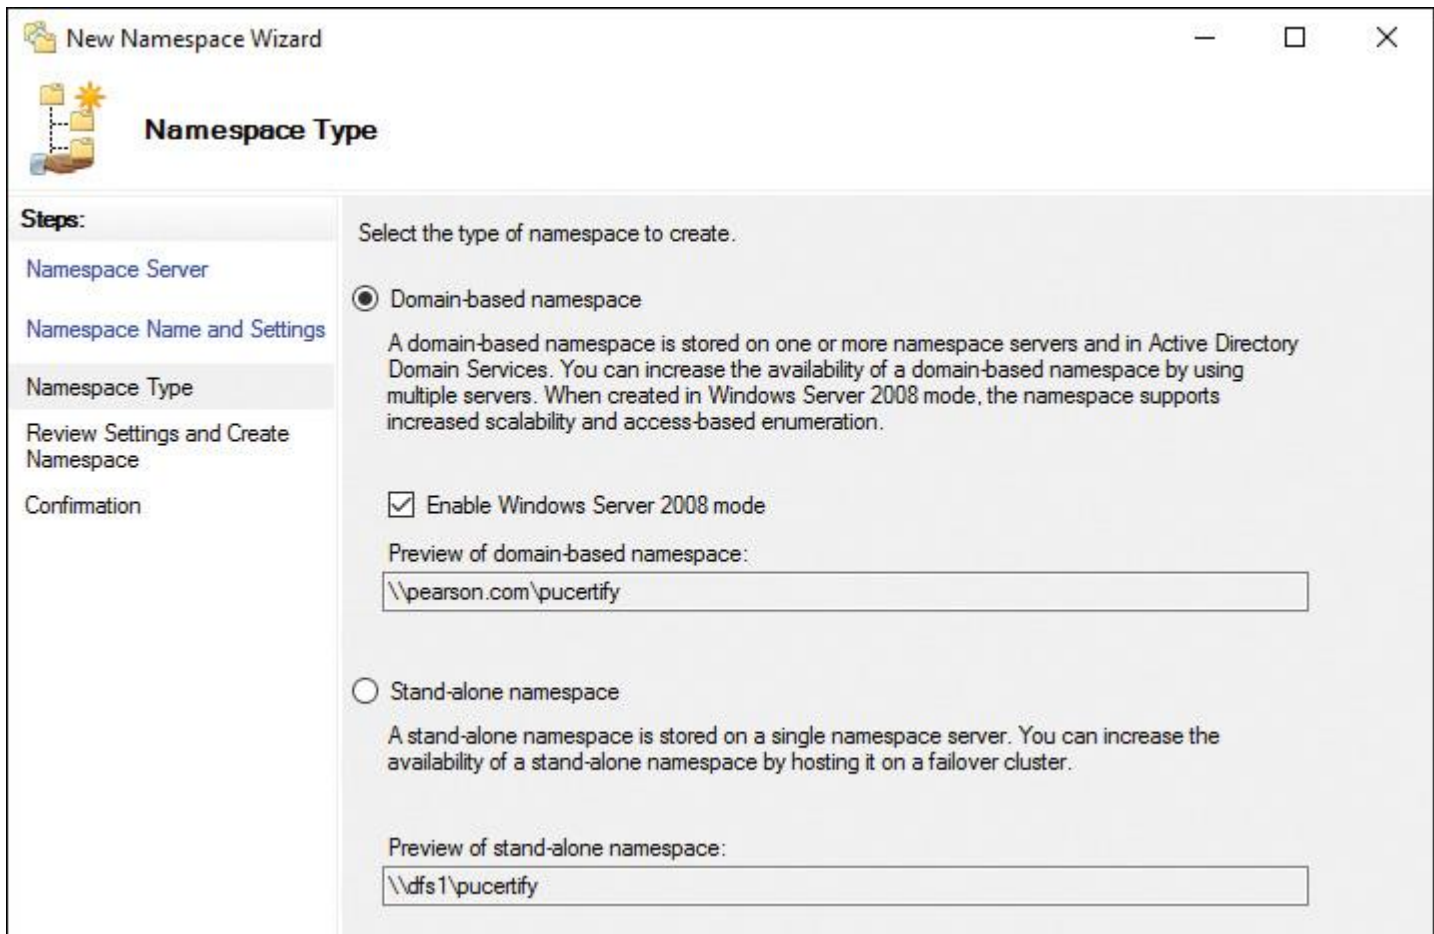 New Namespace Wizard
Namespace Type
Steps:
Namespace Server
Namespace Name and Settings
Namespace Type
Review Settings and Create
Namespace
Confirmation
Select the type of namespace to create.
Domain-based namespace
A domain-based namespace is stored on one or more namespace servers and in Active Directory
Domain Services. You can increase the availability of a domain-based namespace by using
multiple servers. When created in Windows Server 2008 mode, the namespace supports
increased scalability and access-based enumeration.
Enable Windows Server 2008 mode
Preview of domain-based namespace:
\\pearson.com\pucertify
Stand-alone namespace
A stand-alone namespace is stored on a single namespace server. You can increase the
availability of a stand-alone namespace by hosting it on a failover cluster.
Preview of stand-alone namespace:
\\dfs1\pucertify